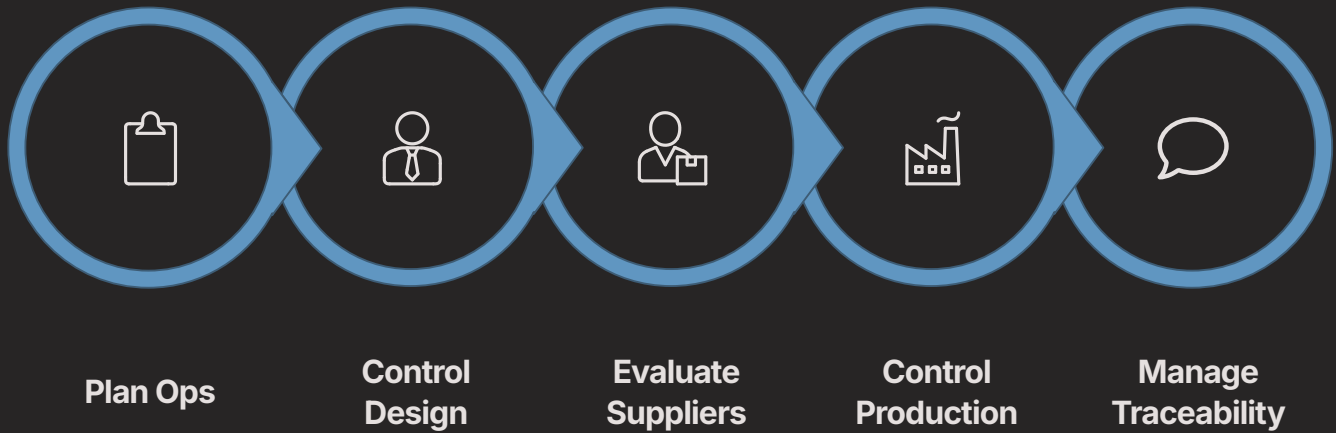 Plan Ops
Control
Design
Evaluate
Suppliers
Control
Production
Manage
Traceability